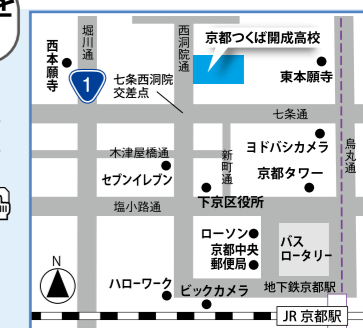 堀川通
西洞院通
京都つくば開成高校
西本願寺
1
東本願寺
七条西洞院
交差点
七条通
ヨドバシカメラ
烏丸通
木津屋橋通
新町通
セブンイレブン
京都タワー
下京区役所
塩小路通
ローソン
京都中央
郵便局
バス
ロータリー
N
ハローワーク
ビックカメラ
地下鉄京都駅
JR 京都駅